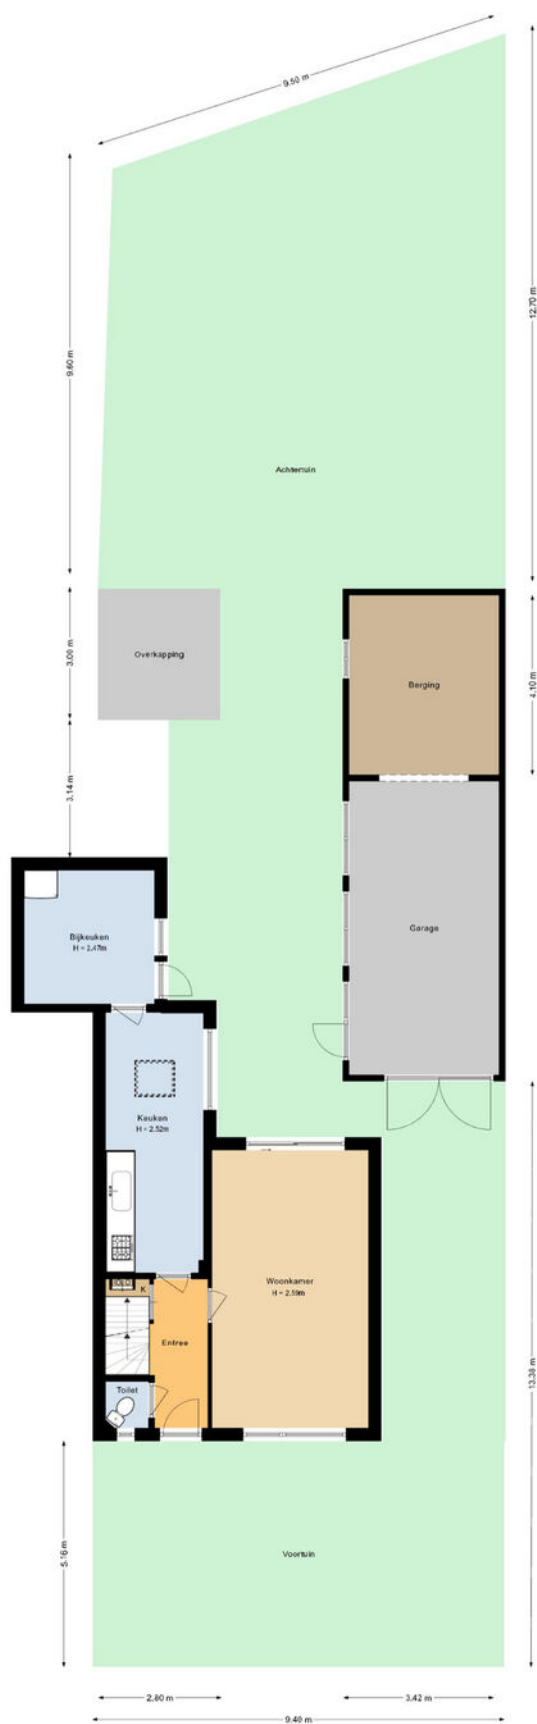 9.50 m
12.70 m
9.60 m
Achtertuin
3.00 m
Overkapping
Berging
4.10 m
3.14 m
Garage
Bijkeuken
H = 2.47m
Keuken
H = 2.52m
Woonkamer
H = 2.59m
K
Entree
Toilet
13.38 m
5.16 m
Voortuin
2.80 m
3.42 m
9.40 m